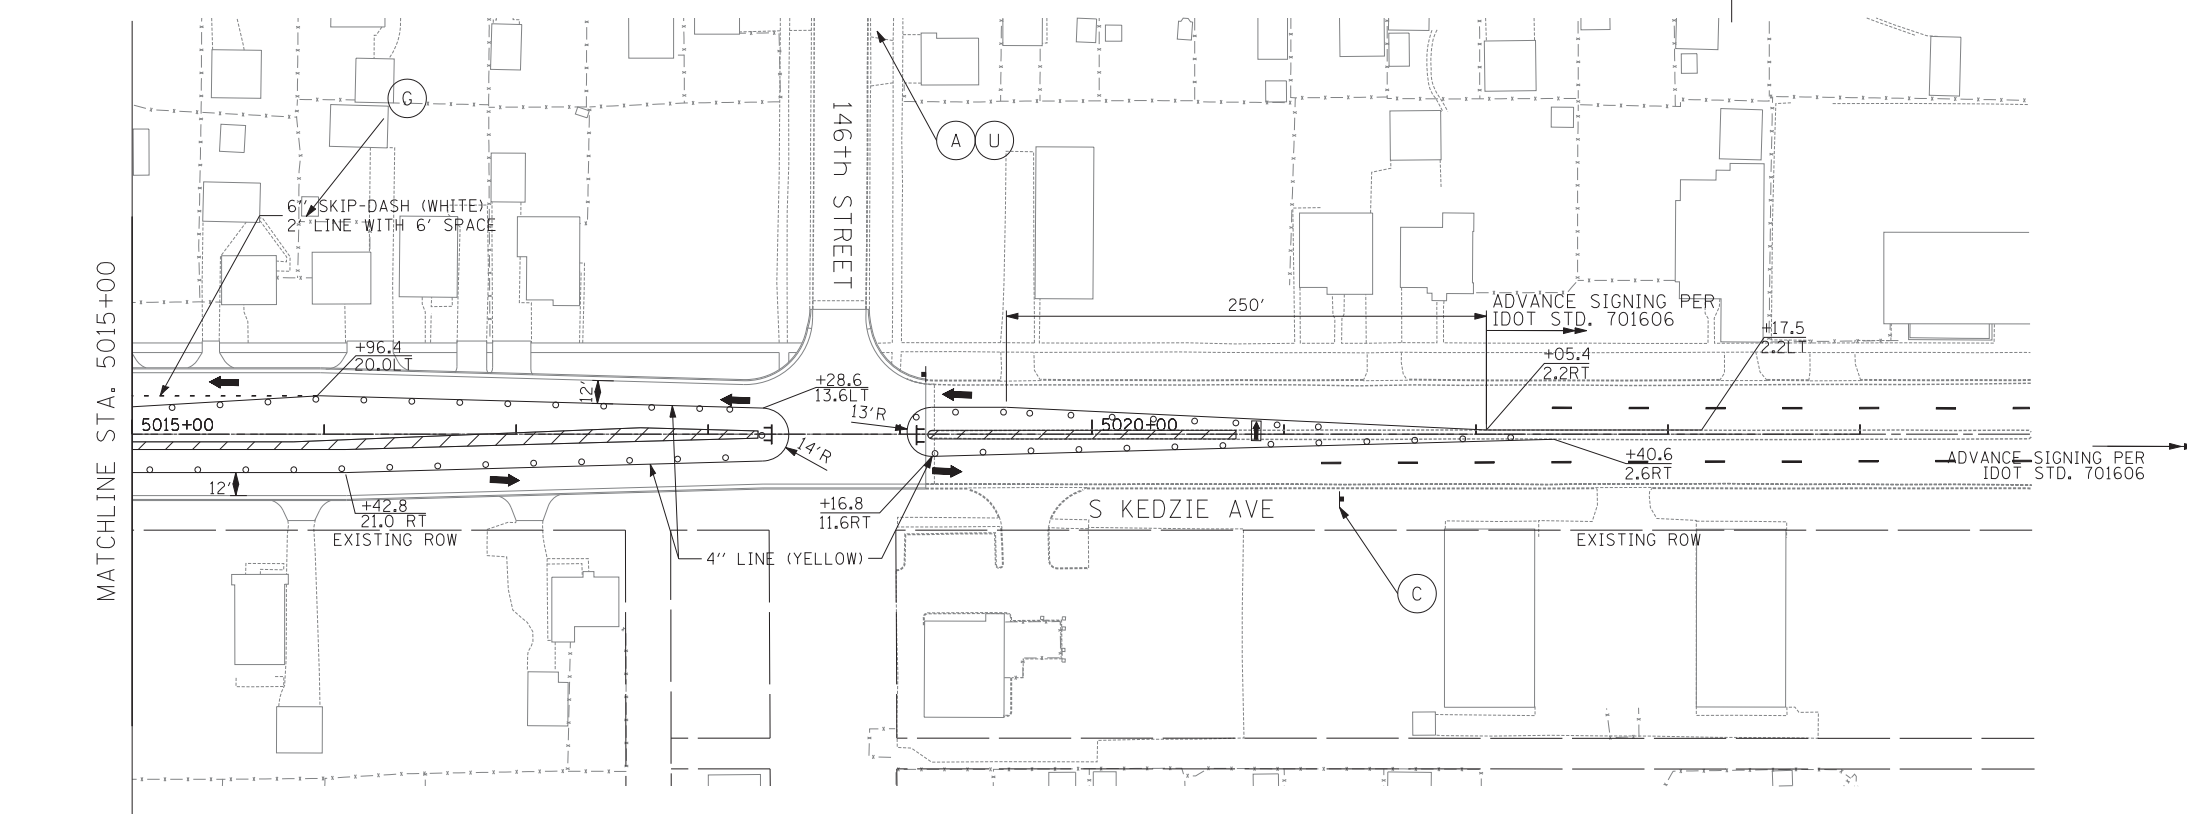 G
A
U
146th STREET
6'' SKIP-DASH (WHITE)
2' LINE WITH 6' SPACE
MATCHLINE STA. 5015+00
250'
ADVANCE SIGNING PER
IDOT STD. 701606
+17.5
2.2LT
+96.4
20.0LT
+05.4
2.2RT
12'
+28.6
13.6LT
13'R
5015+00
5020+00
14'R
+40.6
2.6RT
ADVANCE SIGNING PER
IDOT STD. 701606
12'
+42.8
21.0 RT
+16.8
11.6RT
S KEDZIE AVE
EXISTING ROW
EXISTING ROW
4'' LINE (YELLOW)
C